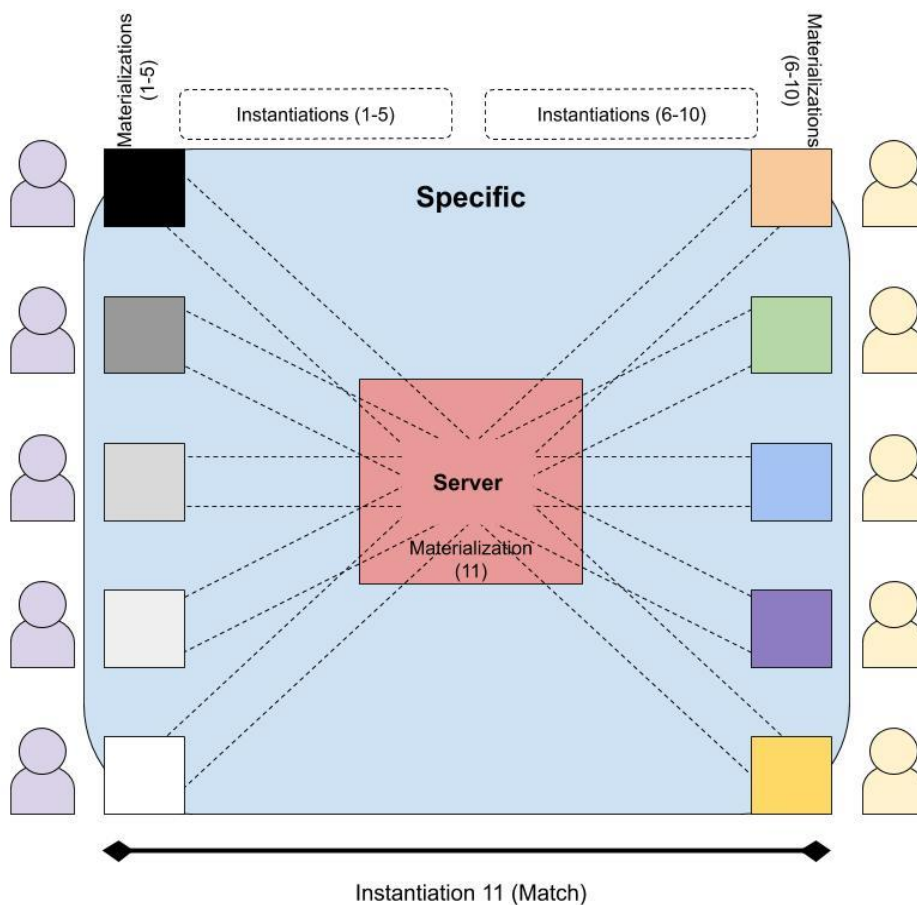 Materializations
(1-5)
Instantiations (1-5)
Instantiations (6-10)
Materializations
(6-10)
Specific
Server
Materialization
(11)
Instantiation 11 (Match)